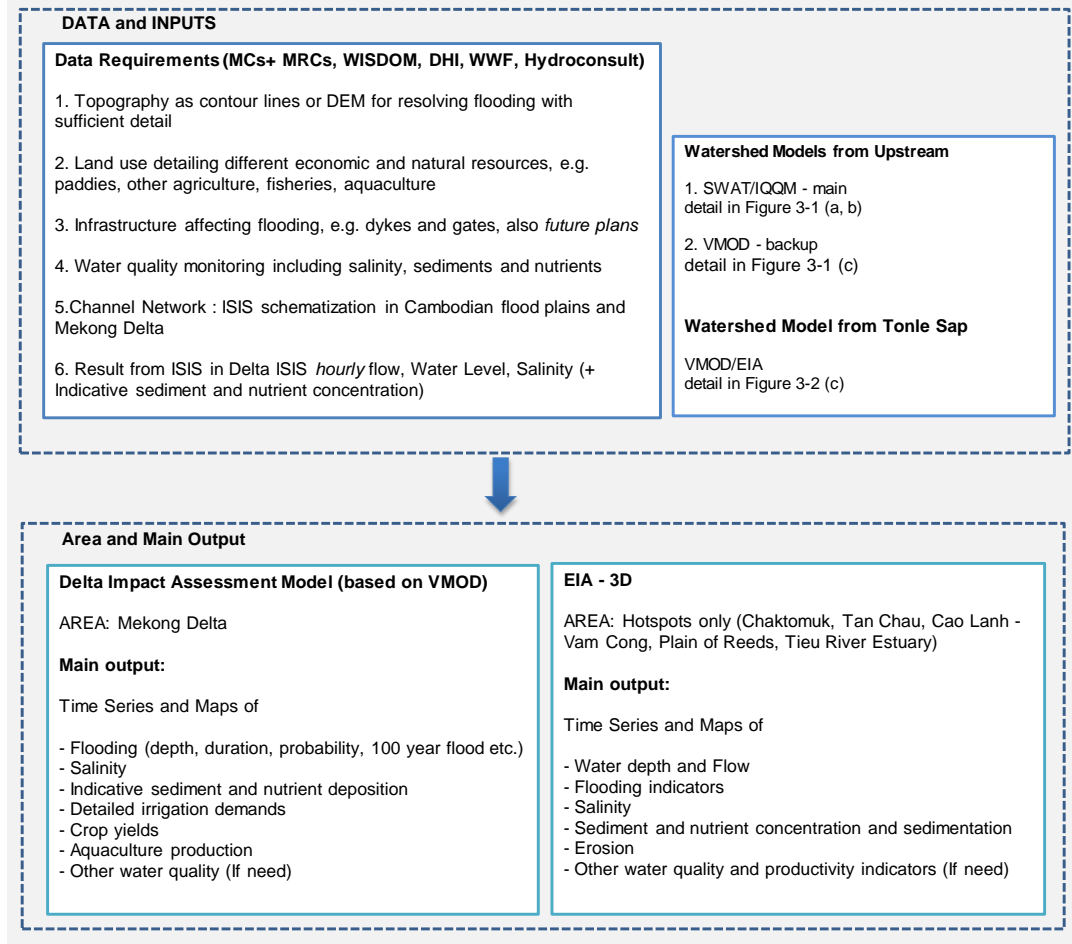 DATA and INPUTS
Data Requirements (MCs+ MRCs, WISDOM, DHI, WWF, Hydroconsult)
1. Topography as contour lines or DEM for resolving flooding with
sufficient detail
2. Land use detailing different economic and natural resources, e.g.
paddies, other agriculture, fisheries, aquaculture
3. Infrastructure affecting flooding, e.g. dykes and gates, also future plans
4. Water quality monitoring including salinity, sediments and nutrients
5.Channel Network : ISIS schematization in Cambodian flood plains and
Mekong Delta
6. Result from ISIS in Delta ISIS hourly flow, Water Level, Salinity (+
Indicative sediment and nutrient concentration)
Watershed Models from Upstream
1. SWAT/IQQM - main
detail in Figure 3-1 (a, b)
2. VMOD - backup
detail in Figure 3-1 (c)
Watershed Model from Tonle Sap
VMOD/EIA
detail in Figure 3-2 (c)
Area and Main Output
Delta Impact Assessment Model (based on VMOD)
AREA: Mekong Delta
Main output:
Time Series and Maps of
- Flooding (depth, duration, probability, 100 year flood etc.)
- Salinity
- Indicative sediment and nutrient deposition
- Detailed irrigation demands
- Crop yields
- Aquaculture production
- Other water quality (If need)
EIA - 3D
AREA: Hotspots only (Chaktomuk, Tan Chau, Cao Lanh -
Vam Cong, Plain of Reeds, Tieu River Estuary)
Main output:
Time Series and Maps of
- Water depth and Flow
- Flooding indicators
- Salinity
- Sediment and nutrient concentration and sedimentation
- Erosion
- Other water quality and productivity indicators (If need)